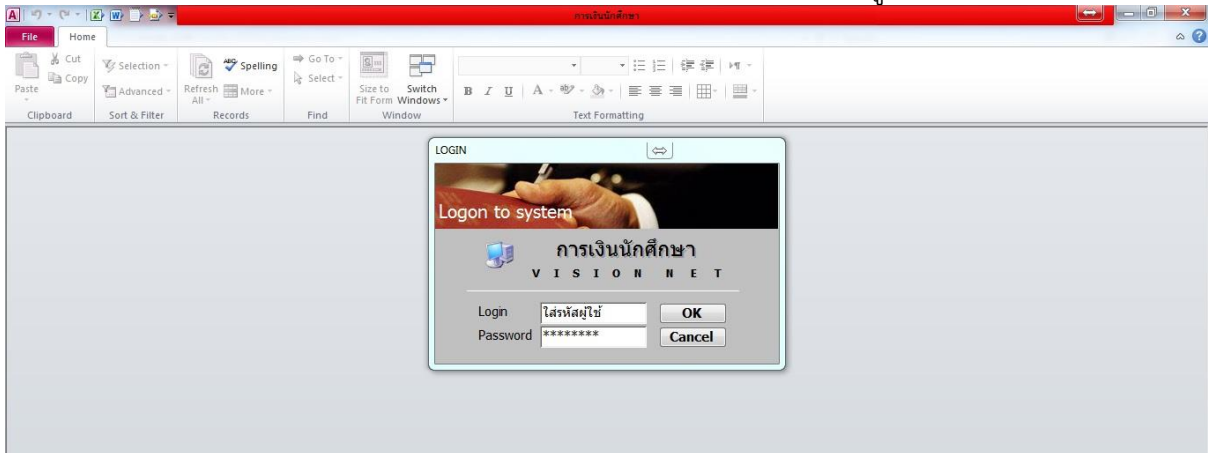 การเงินนักศึกษา
File Home
Cut
Copy
Paste
Clipboard
Selection
Advanced
Sort & Filter
Refresh All
Spelling
More
Records
Go To
Select
Find
Size to Fit Form
Switch Windows
Window
B I U A
Text Formatting
LOGIN
Logon to system
การเงินนักศึกษา
VISION NET
Login ใส่รหัสผู้ใช้ OK
Password ******** Cancel